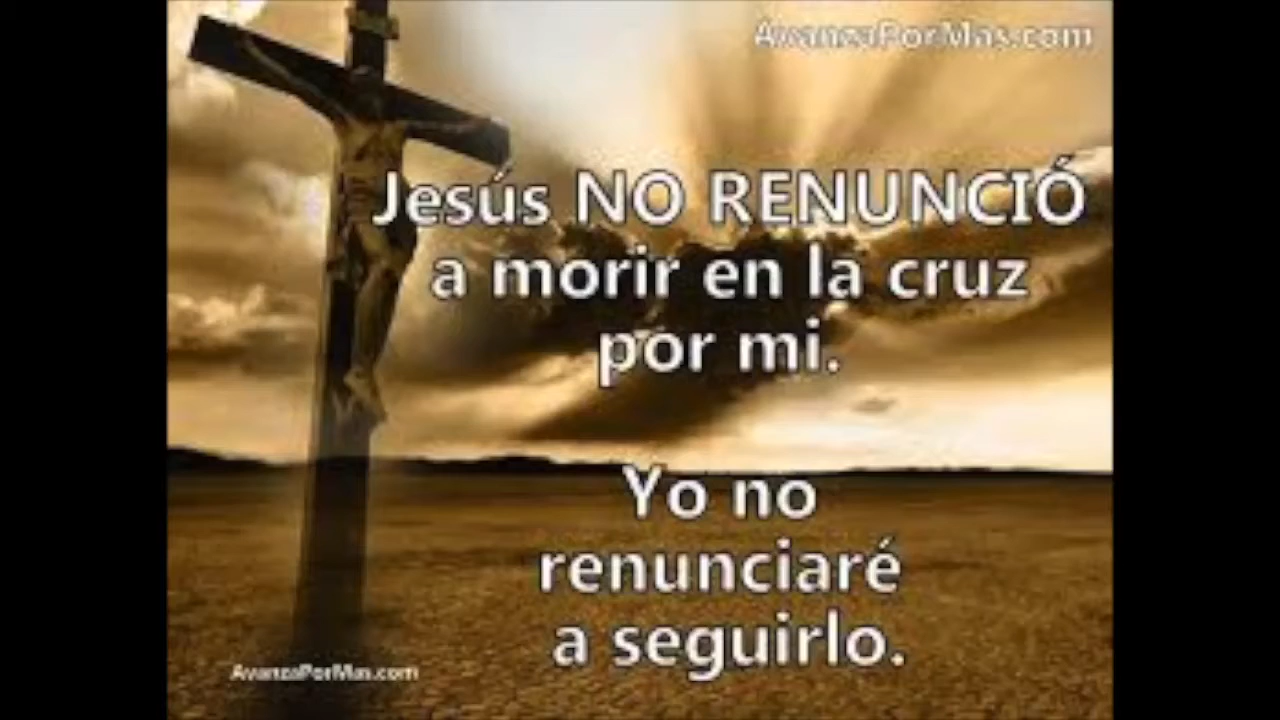 AvanzaPorMas.com
Jesús NO RENUNCIÓ
a morir en la cruz
por mi.
Yo no
renunciaré
a seguirlo.
AvanzaPorMas.com